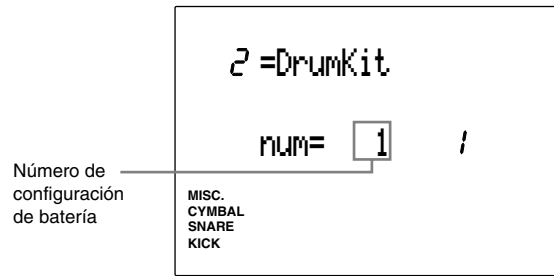 2 =DrumKit
num= 1 1
Número de
configuración
de batería
MISC.
CYMBAL
SNARE
KICK